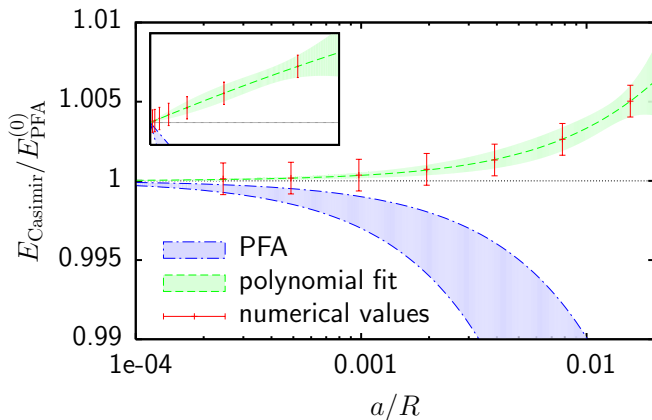 1.01
1.005
1
0.995
0.99
E_Casimir/E_PFA^(0)
PFA
polynomial fit
numerical values
1e-04
0.001
0.01
a/R